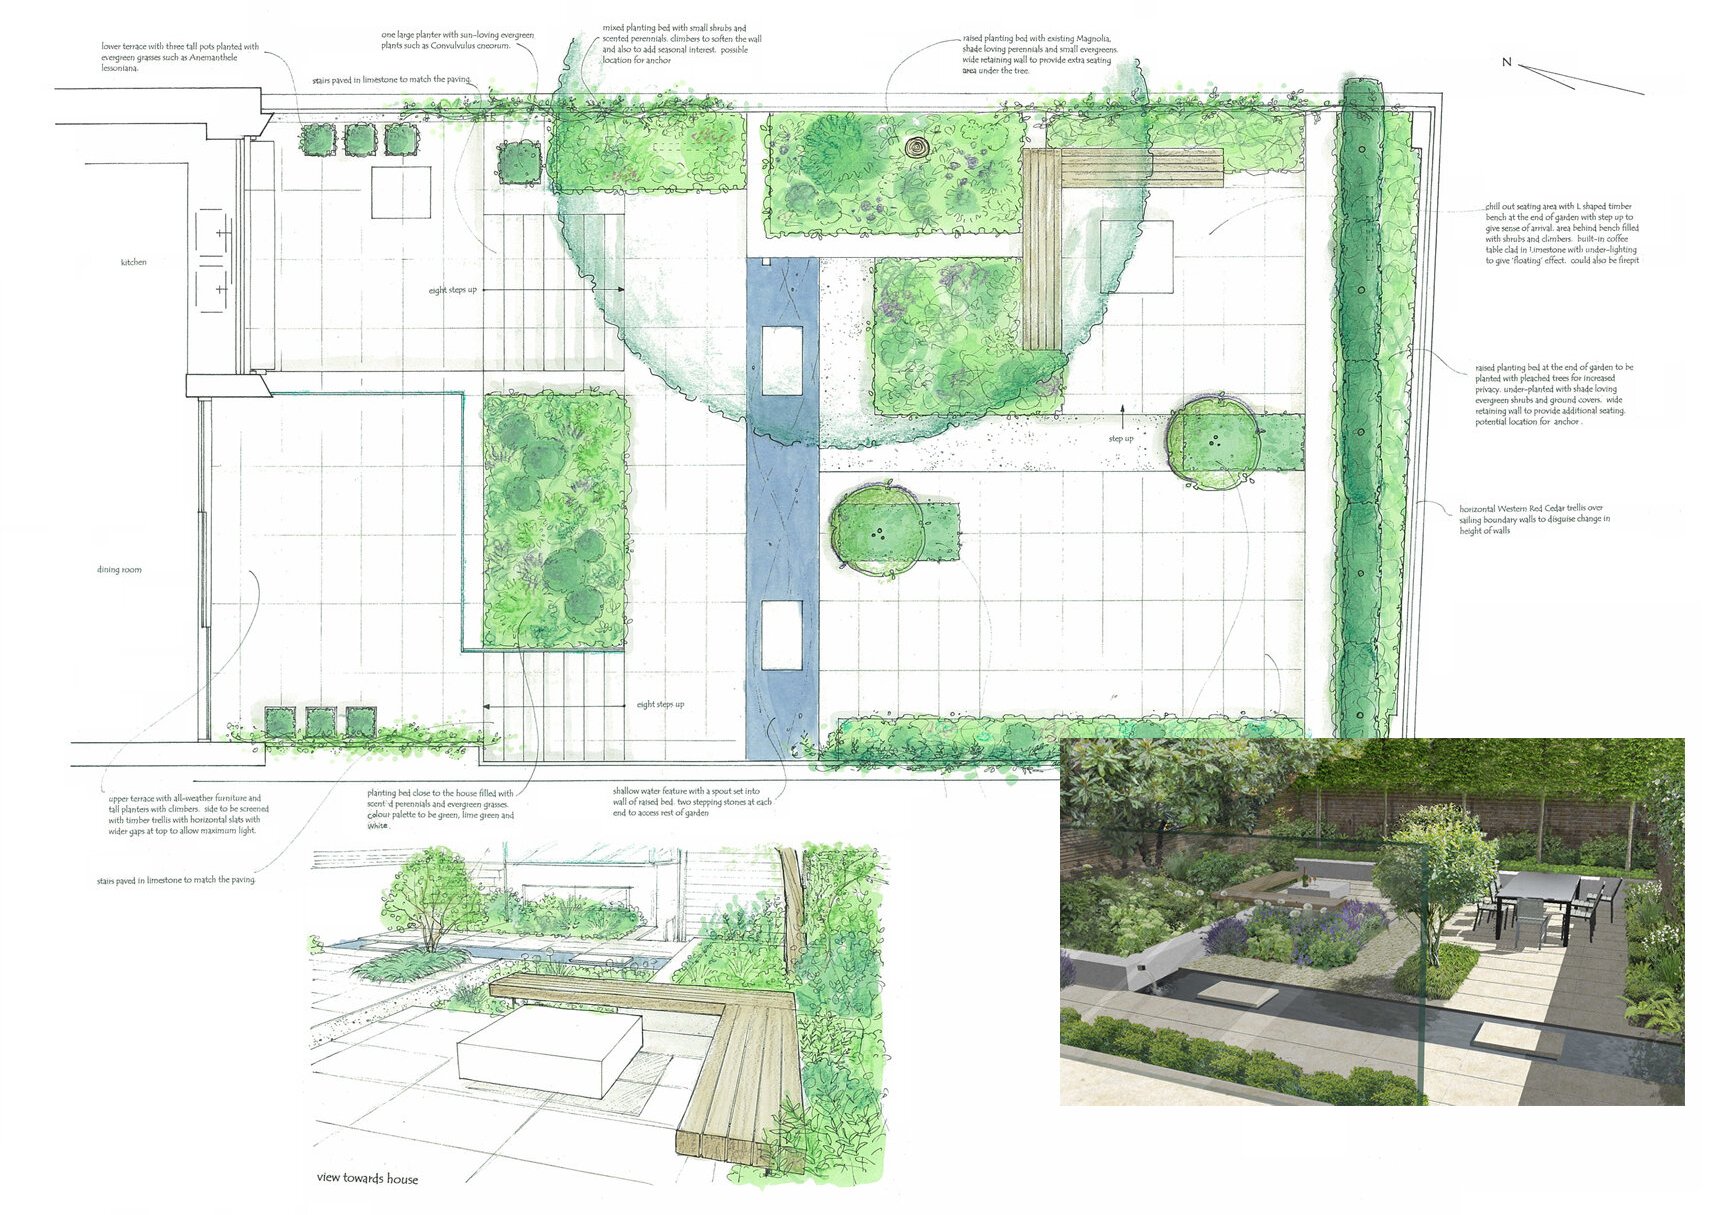 lower terrace with three tall pots planted with
evergreen grasses such as Anemanthele
lessoniana.
one large planter with sun-loving evergreen
plants such as Convulvulus cneorum.
stairs paved in limestone to match the paving.
mixed planting bed with small shrubs and
scented perennials. climbers to soften the wall
and also to add seasonal interest. possible
location for anchor
raised planting bed with existing Magnolia,
shade loving perennials and small evergreens.
wide retaining wall to provide extra seating
area under the tree.
N
chill out seating area with L shaped timber
bench at the end of garden with step up to
give sense of arrival. area behind bench filled
with shrubs and climbers. built-in coffee
table clad in Limestone with under-lighting
to give 'floating' effect. could also be firepit
kitchen
eight steps up
raised planting bed at the end of garden to be
planted with pleached trees for increased
privacy. under-planted with shade loving
evergreen shrubs and ground covers. wide
retaining wall to provide additional seating.
potential location for anchor .
step up
horizontal Western Red Cedar trellis over
sailing boundary walls to disguise change in
height of walls
dining room
eight steps up
upper terrace with all-weather furniture and
tall planters with climbers. side to be screened
with timber trellis with horizontal slats with
wider gaps at top to allow maximum light.
planting bed close to the house filled with
scent d perennials and evergreen grasses.
colour palette to be green, lime green and
white.
shallow water feature with a spout set into
wall of raised bed. two stepping stones at each
end to access rest of garden
stairs paved in limestone to match the paving.
view towards house